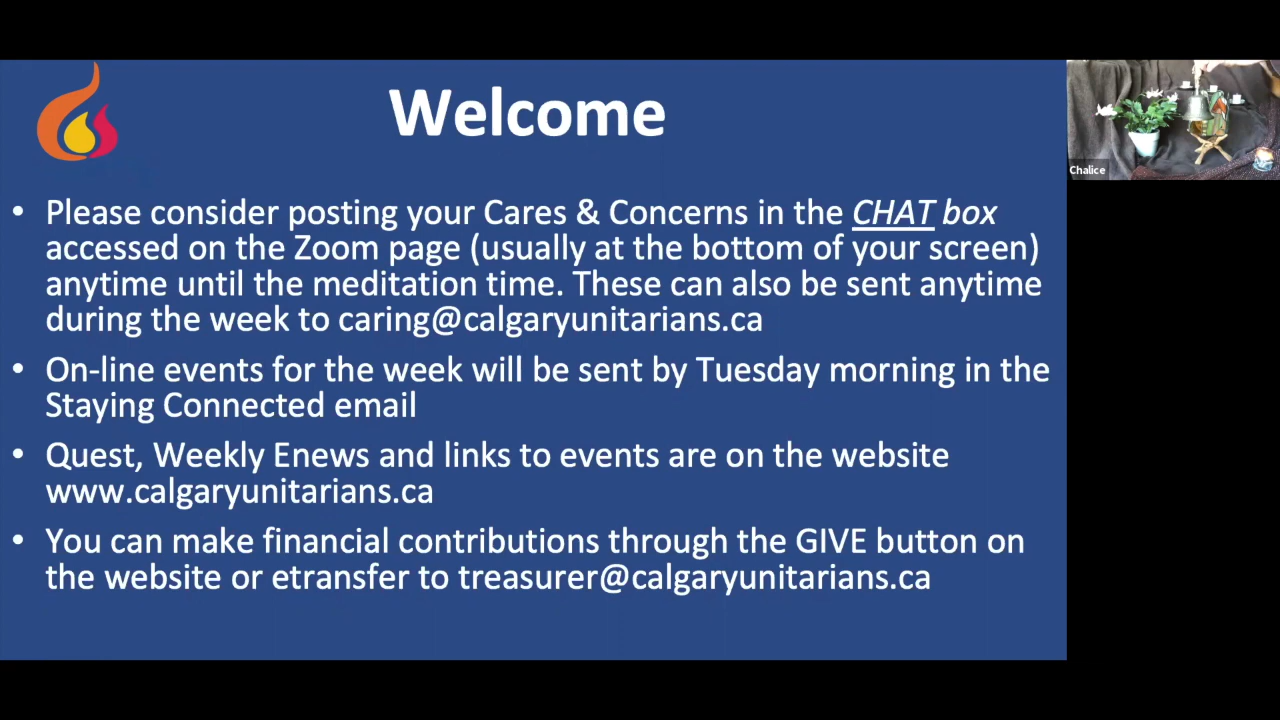 Welcome
• Please consider posting your Cares & Concerns in the CHAT box
accessed on the Zoom page (usually at the bottom of your screen)
anytime until the meditation time. These can also be sent anytime
during the week to caring@calgaryunitarians.ca
• On-line events for the week will be sent by Tuesday morning in the
Staying Connected email
• Quest, Weekly Enews and links to events are on the website
www.calgaryunitarians.ca
• You can make financial contributions through the GIVE button on
the website or etransfer to treasurer@calgaryunitarians.ca
Chalice